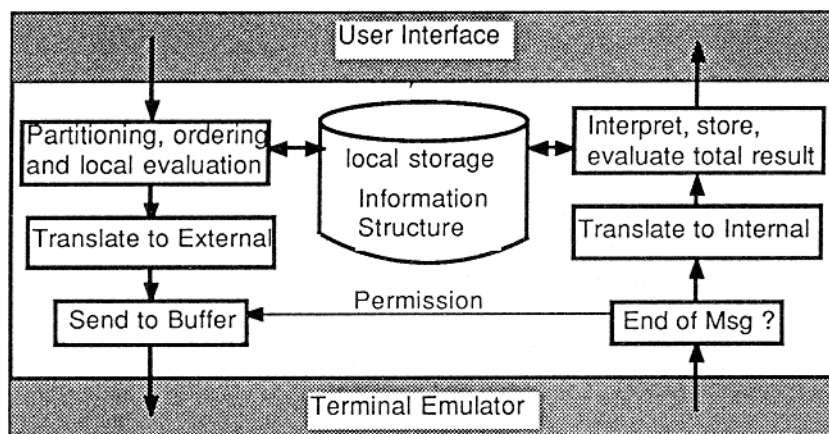 User Interface
Partitioning, ordering
and local evaluation
local storage
Information
Structure
Interpret, store,
evaluate total result
Translate to External
Translate to Internal
Permission
Send to Buffer
End of Msg ?
Terminal Emulator